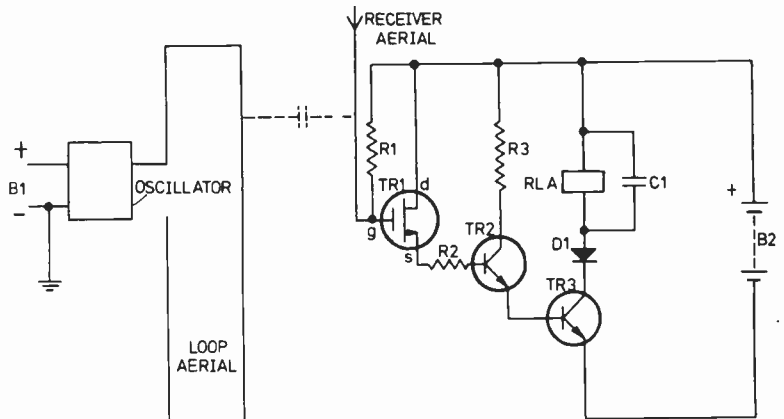 RECEIVER
AERIAL
R1
R3
TR1
d
g
s
R2
TR2
RLA
C1
D1
TR3
+
B2
+
B1
-
OSCILLATOR
LOOP
AERIAL